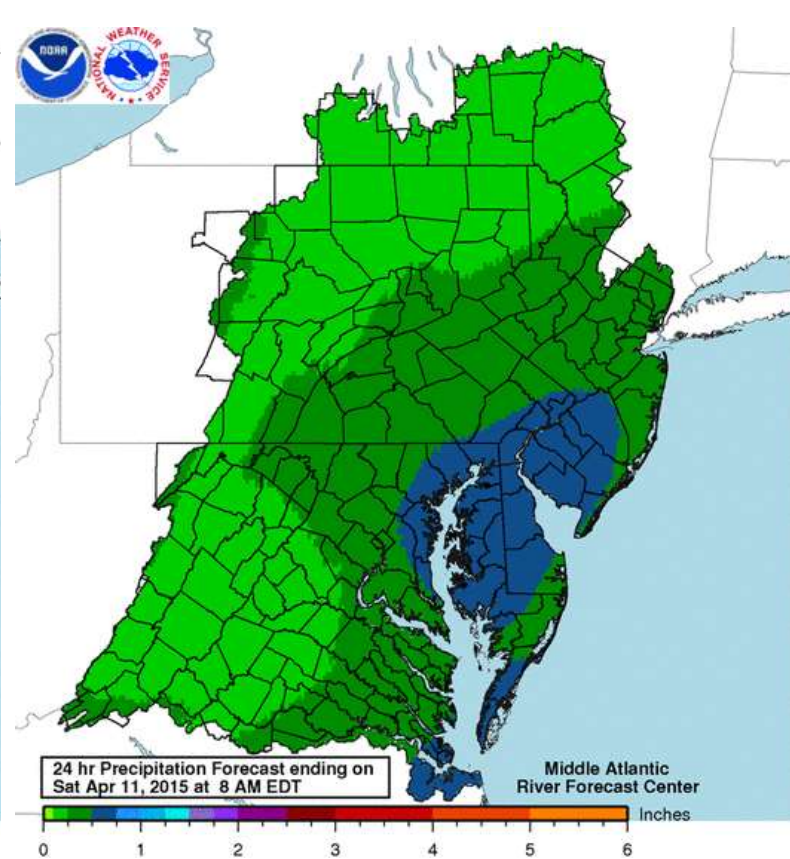 NOAA
NATIONAL WEATHER SERVICE
24 hr Precipitation Forecast ending on
Sat Apr 11, 2015 at 8 AM EDT
Middle Atlantic
River Forecast Center
Inches
0 1 2 3 4 5 6